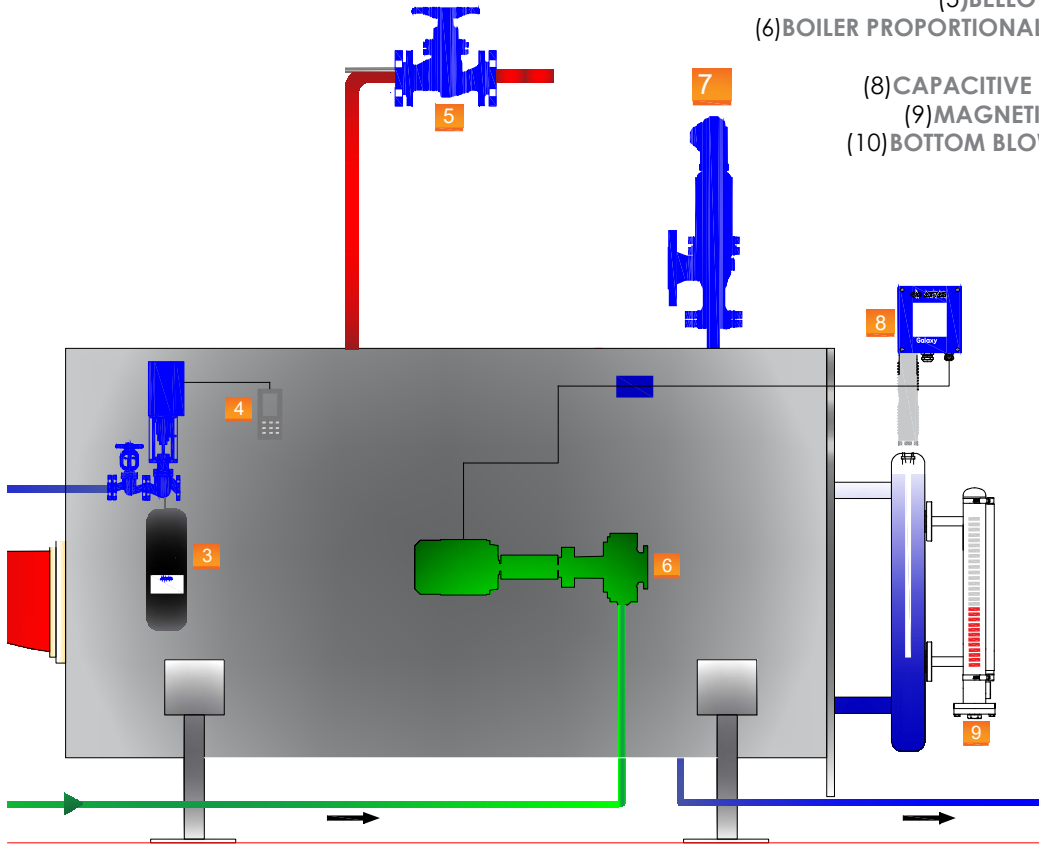 (6)BOILER PROPORTIONAL
(8)CAPACITIVE
(9)MAGNETI
(10)BOTTOM BLOW
5
7
8
Galaxy
4
3
6
9